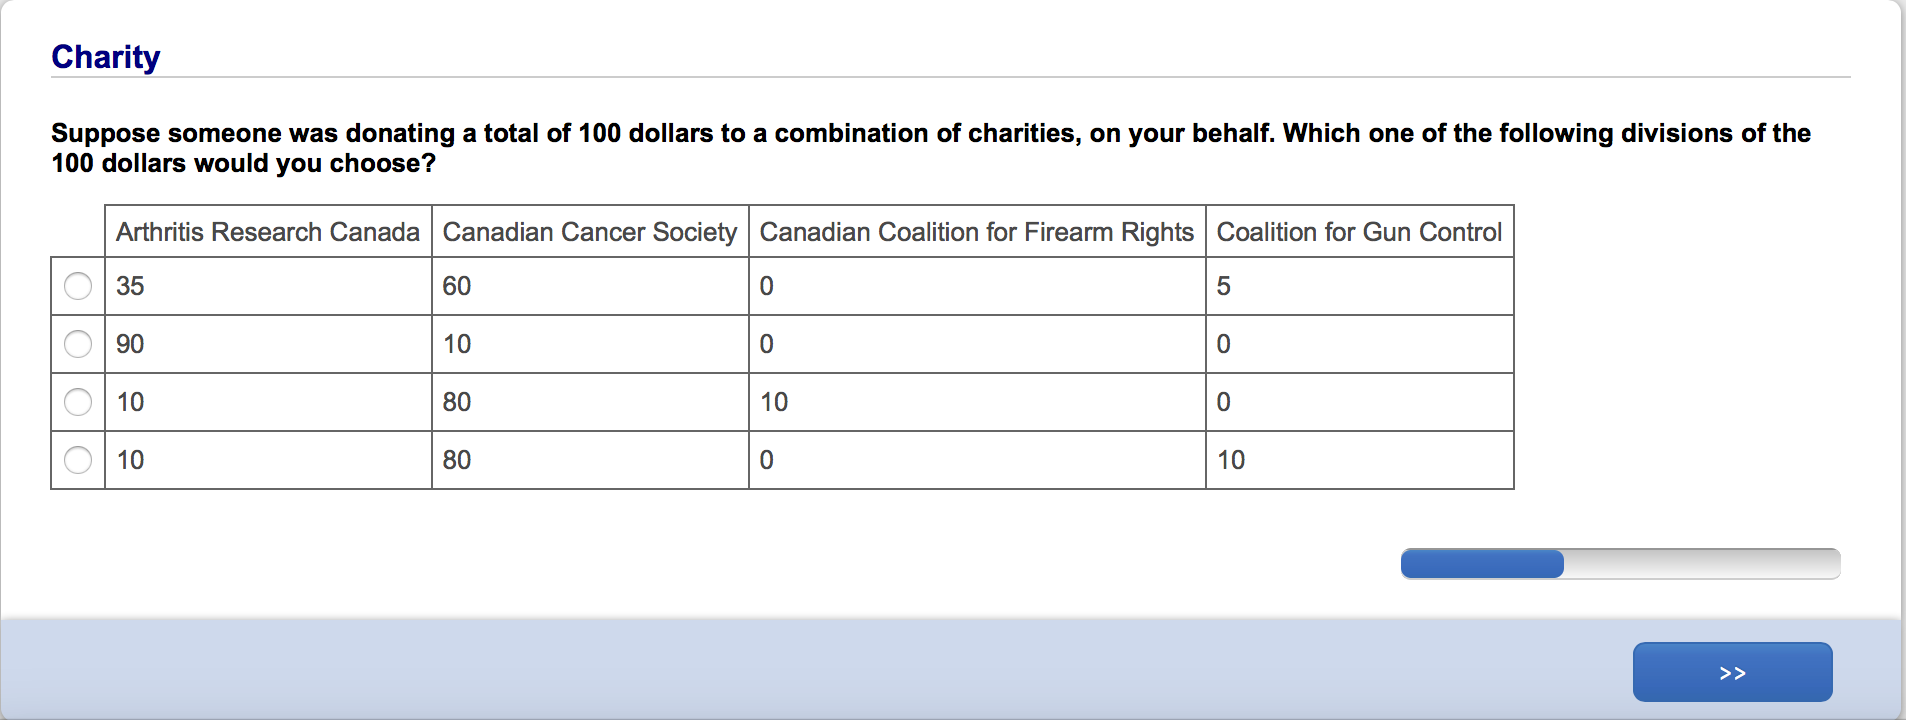 Charity
Suppose someone was donating a total of 100 dollars to a combination of charities, on your behalf. Which one of the following divisions of the
100 dollars would you choose?
Arthritis Research Canada Canadian Cancer Society Canadian Coalition for Firearm Rights Coalition for Gun Control
35 60 0 5
90 10 0 0
10 80 10 0
10 80 0 10
>>